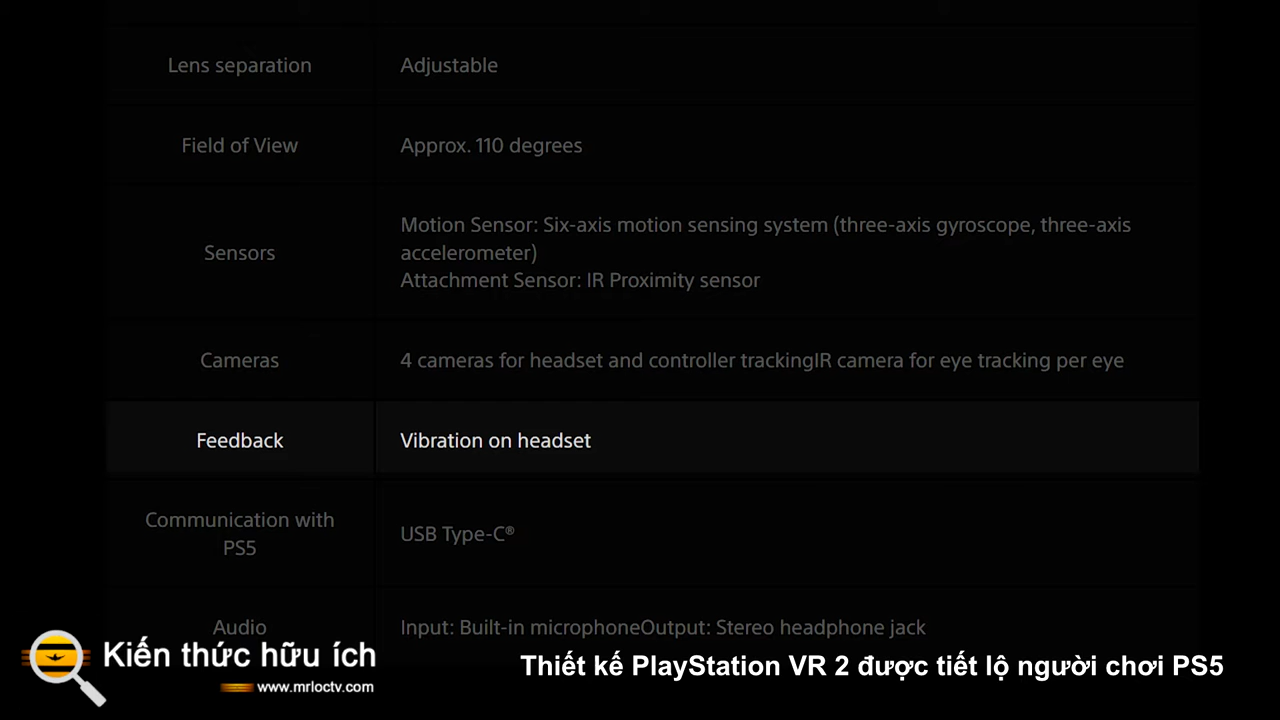 Lens separation
Adjustable
Field of View
Approx. 110 degrees
Sensors
Motion Sensor: Six-axis motion sensing system (three-axis gyroscope, three-axis
accelerometer)
Attachment Sensor: IR Proximity sensor
Cameras
4 cameras for headset and controller trackingIR camera for eye tracking per eye
Feedback
Vibration on headset
Communication with
PS5
USB Type-C®
Audio
Input: Built-in microphoneOutput: Stereo headphone jack
Kiến thức hữu ích
www.mrloctv.com
Thiết kế PlayStation VR 2 được tiết lộ người chơi PS5